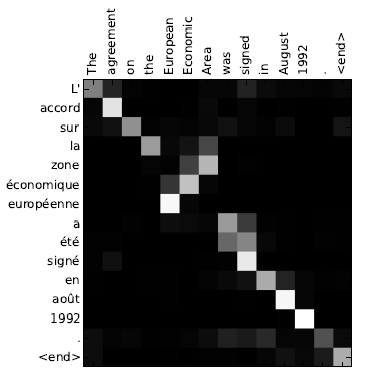 The agreement on the European Economic Area was signed in August 1992 . <end>
L'
accord
sur
la
zone
économique
européenne
a
été
signé
en
août
1992
.
<end>